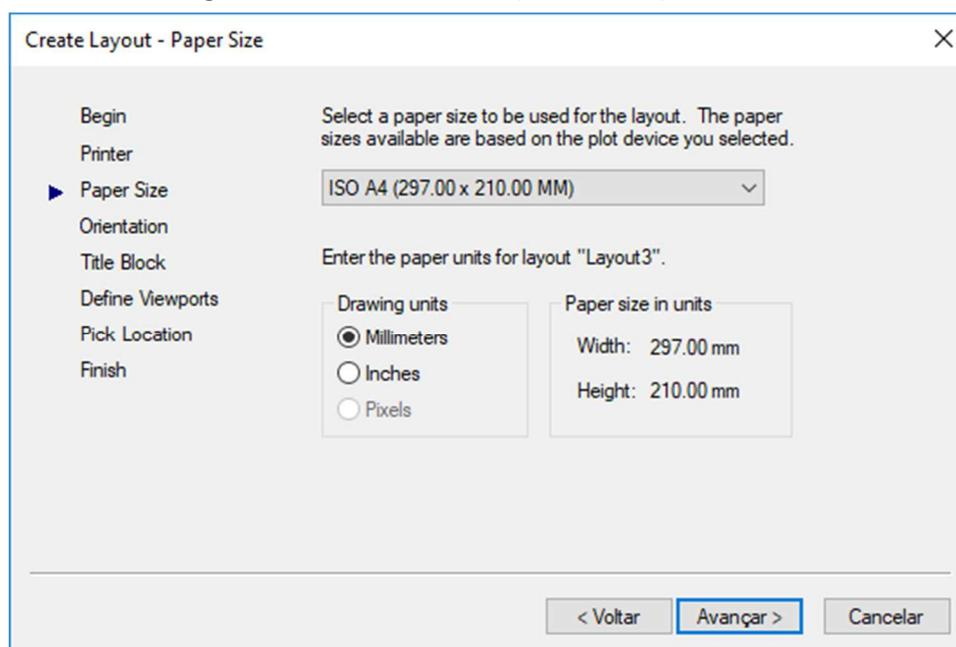 Create Layout - Paper Size
Begin
Printer
Paper Size
Orientation
Title Block
Define Viewports
Pick Location
Finish
Select a paper size to be used for the layout. The paper
sizes available are based on the plot device you selected.
ISO A4 (297.00 x 210.00 MM)
Enter the paper units for layout "Layout3".
Drawing units
Millimeters
Inches
Pixels
Paper size in units
Width: 297.00 mm
Height: 210.00 mm
< Voltar
Avançar >
Cancelar